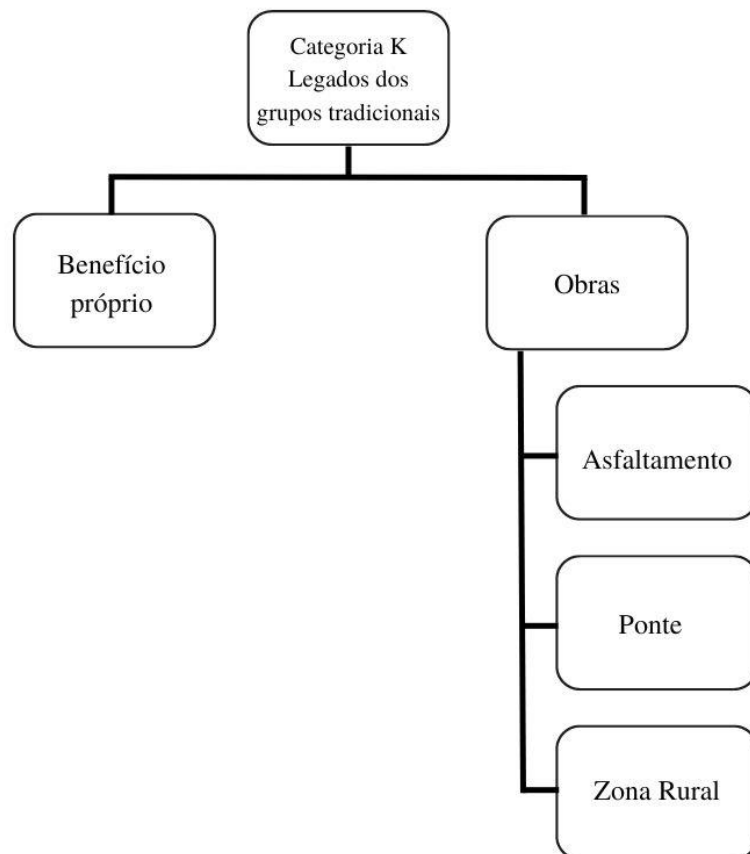 Categoria K
Legados dos
grupos tradicionais
Benefício
próprio
Obras
Asfaltamento
Ponte
Zona Rural